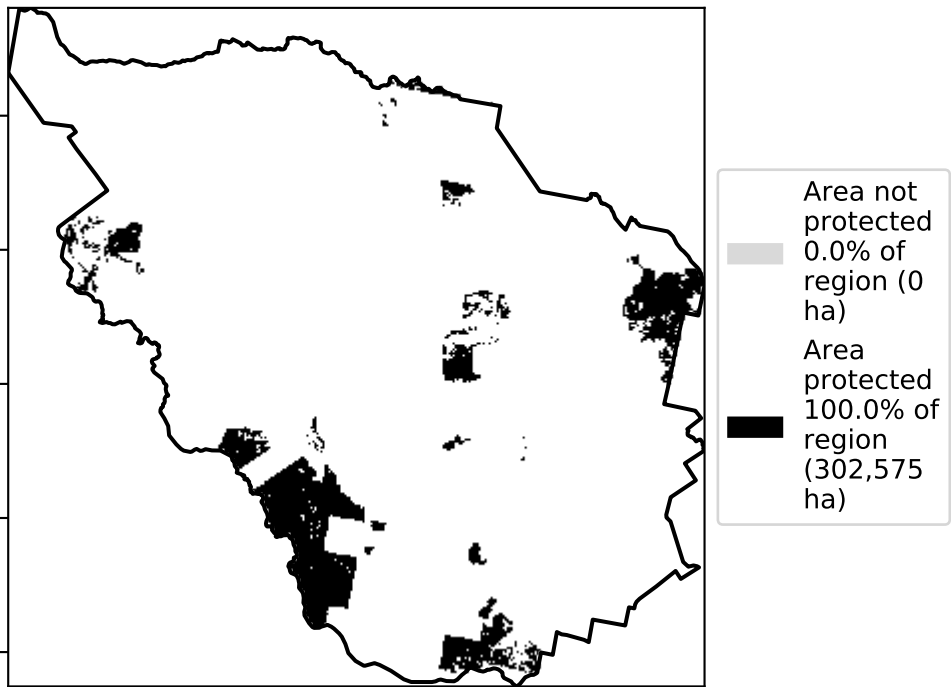 Area not
protected
0.0% of
region (0
ha)
Area
protected
100.0% of
region
(302,575
ha)